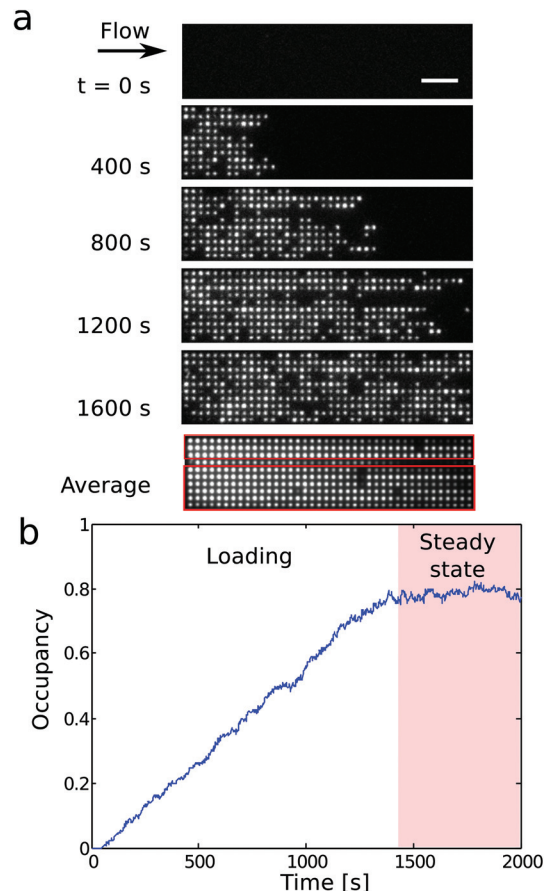 a
Flow
t = 0 s
400 s
800 s
1200 s
1600 s
Average
b
Loading
Steady
state
Occupancy
1
0.8
0.6
0.4
0.2
0
0
500
1000
1500
2000
Time [s]